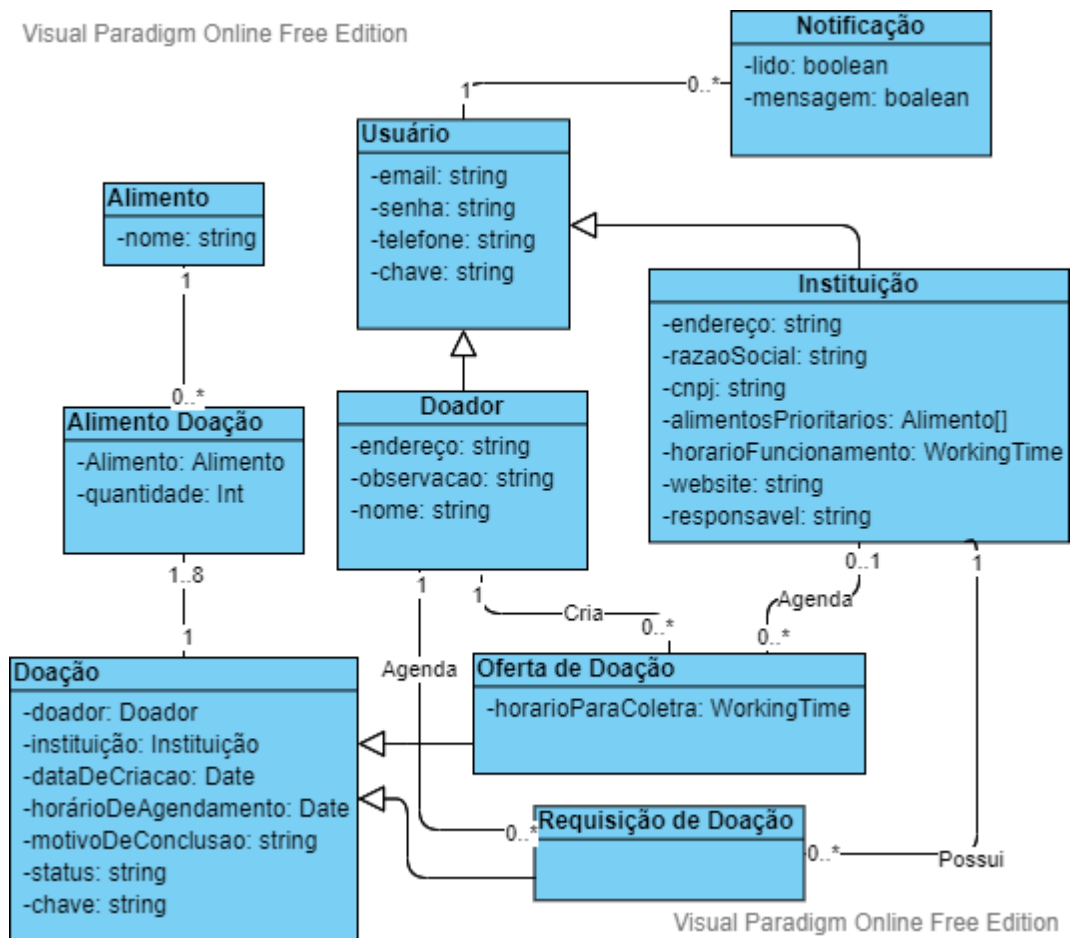 Visual Paradigm Online Free Edition
Notificação
-lido: boolean
-mensagem: boalean
1
0..*
Usuário
-email: string
-senha: string
-telefone: string
-chave: string
Alimento
-nome: string
1
0..*
Instituição
-endereço: string
-razaoSocial: string
-cnpj: string
-alimentosPrioritarios: Alimento[]
-horarioFuncionamento: WorkingTime
-website: string
-responsavel: string
Doador
-endereço: string
-observacao: string
-nome: string
Alimento Doação
-Alimento: Alimento
-quantidade: Int
1..8
1
1
1
Cria
0..*
0..1
Agenda
0..*
1
Agenda
Oferta de Doação
-horarioParaColetra: WorkingTime
Doação
-doador: Doador
-instituição: Instituição
-dataDeCriacao: Date
-horárioDeAgendamento: Date
-motivoDeConclusao: string
-status: string
-chave: string
0..*
Requisição de Doação
0..*
Possui
Visual Paradigm Online Free Edition